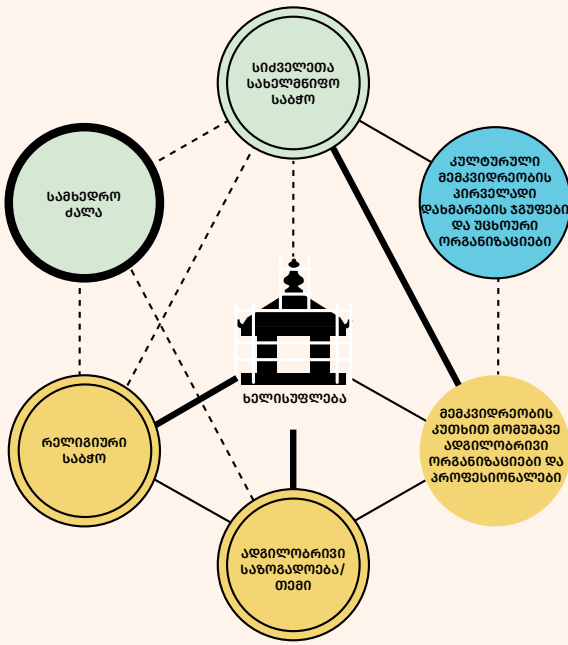 სიძველეთა
სახელმწიფო
საბჭო
სამხედრო
ძალა
კულტურული
მემკვიდრეობის
პირველადი
დახმარების ჯგუფები
და უცხოური
ორგანიზაციები
ხელისუფლება
რელიგიური
საბჭო
მემკვიდრეობის
კუთხით მომუშავე
ადგილობრივი
ორგანიზაციები და
პროფესიონალები
ადგილობრივი
საზოგადოება/
თემი